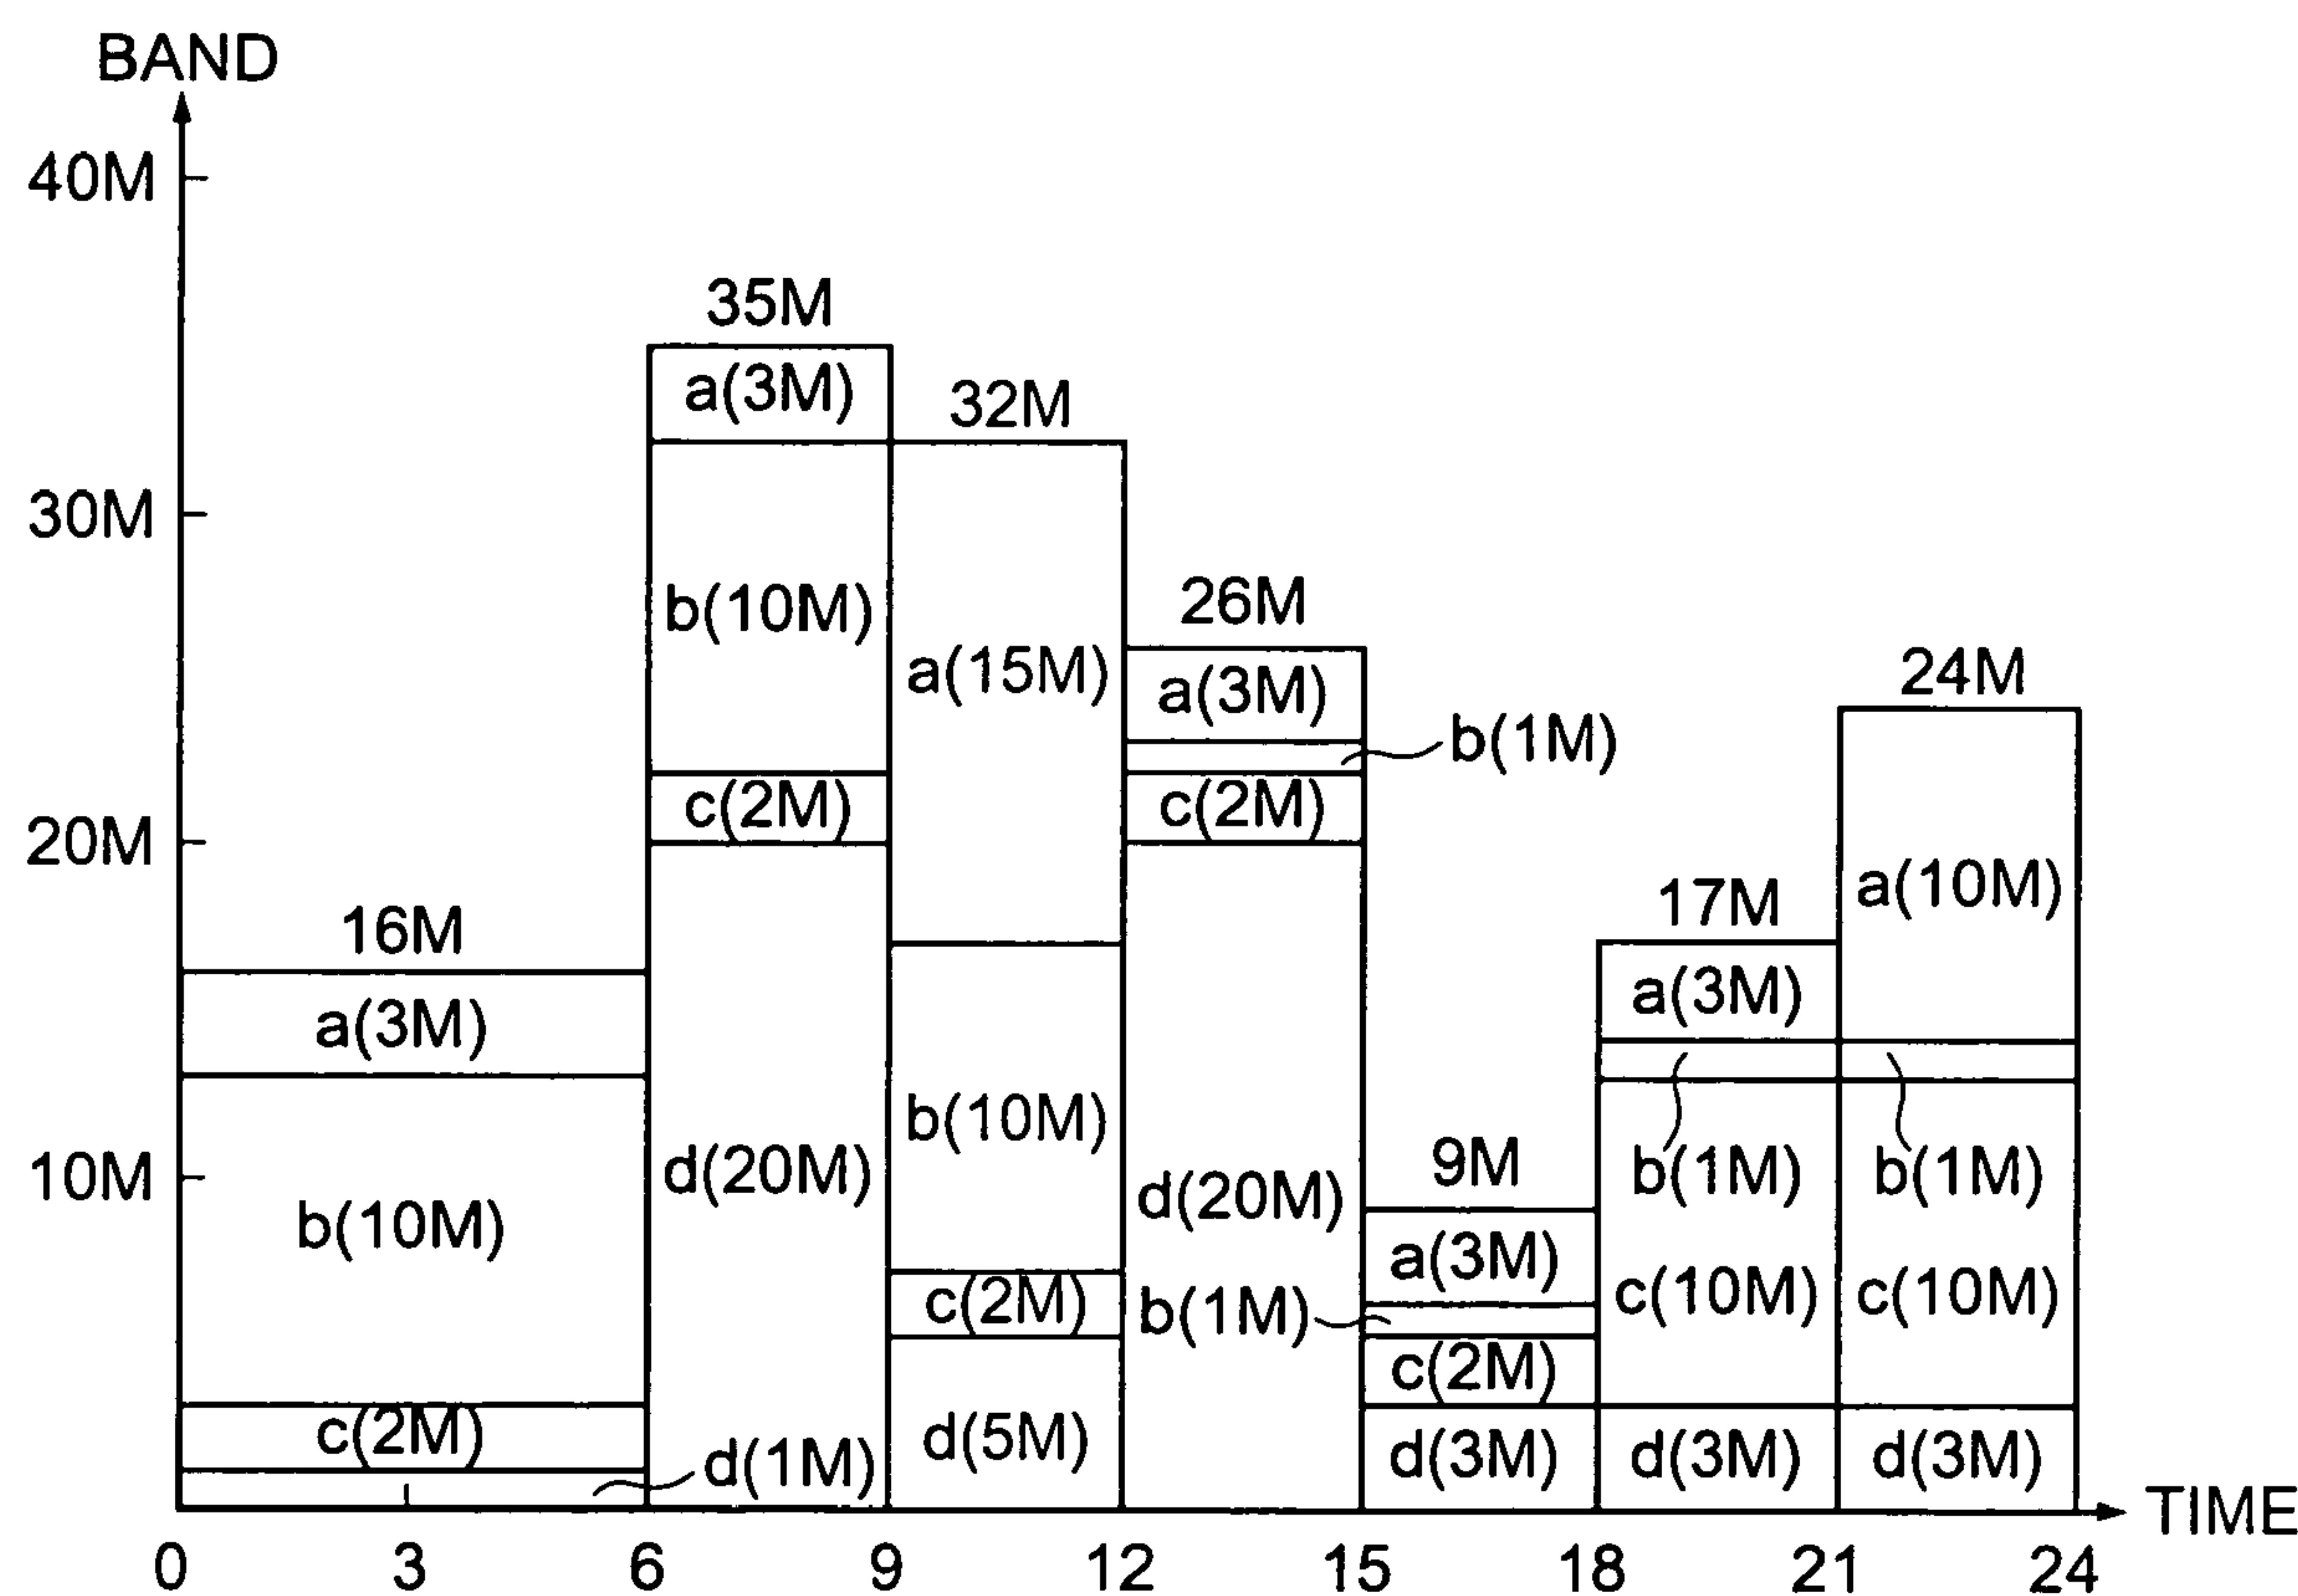 BAND
40M
30M
20M
10M
16M
a(3M)
b(10M)
c(2M)
d(1M)
35M
a(3M)
b(10M)
c(2M)
d(20M)
32M
a(15M)
b(10M)
c(2M)
d(5M)
26M
a(3M)
b(1M)
c(2M)
d(20M)
9M
a(3M)
b(1M)
c(2M)
d(3M)
17M
a(3M)
b(1M)
c(10M)
d(3M)
24M
a(10M)
b(1M)
c(10M)
d(3M)
TIME
0 3 6 9 12 15 18 21 24